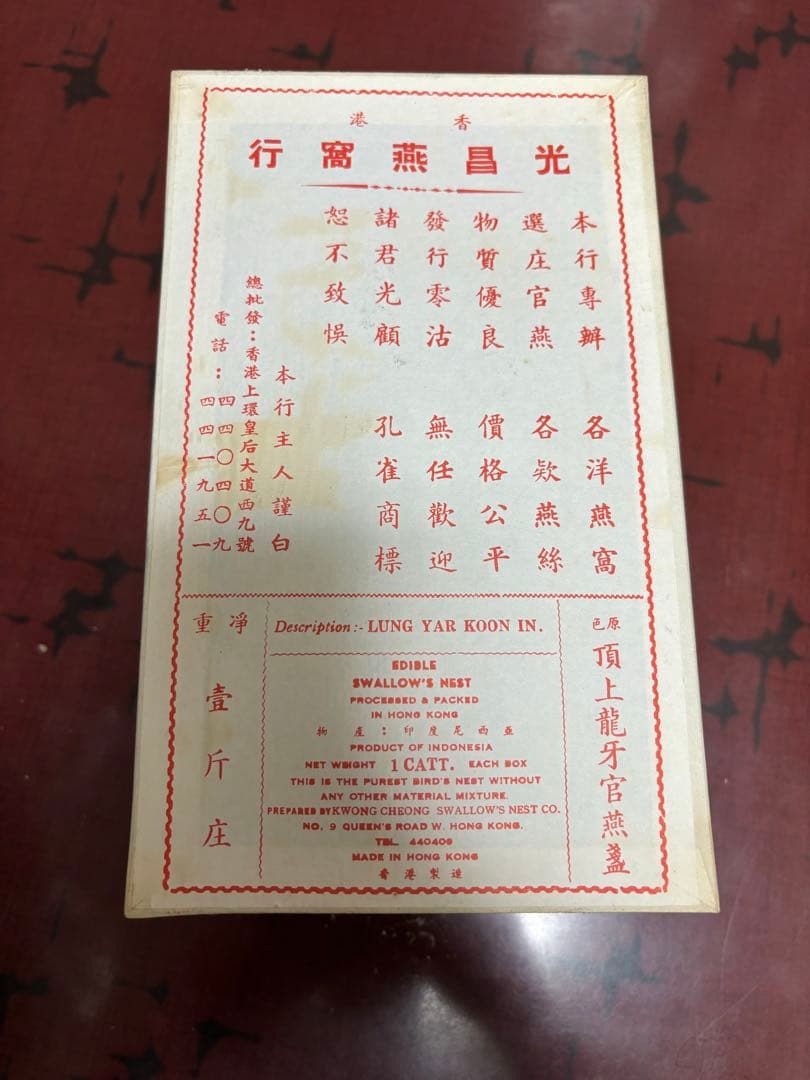 香港
光昌燕窩行
本行專辦 各洋燕窩
選庄官燕 各欵燕絲
物質優良 價格公平
發行零沽 無任歡迎
諸君光顧 孔雀商標
恕不致悞
本行主人謹白
總批發：香港上環皇后大道西九號
電話：四四〇四〇九
四四一九五一
原色
頂上龍牙官燕盞
Description:- LUNG YAR KOON IN.
EDIBLE
SWALLOW'S NEST
PROCESSED & PACKED
IN HONG KONG
物產：印度尼西亞
PRODUCT OF INDONESIA
NET WEIGHT 1 CATT. EACH BOX
THIS IS THE PUREST BIRD'S NEST WITHOUT
ANY OTHER MATERIAL MIXTURE.
PREPARED BY KWONG CHEONG SWALLOW'S NEST CO.
NO. 9 QUEEN'S ROAD W. HONG KONG.
TEL. 440409
MADE IN HONG KONG
香港製造
淨重
壹斤庄